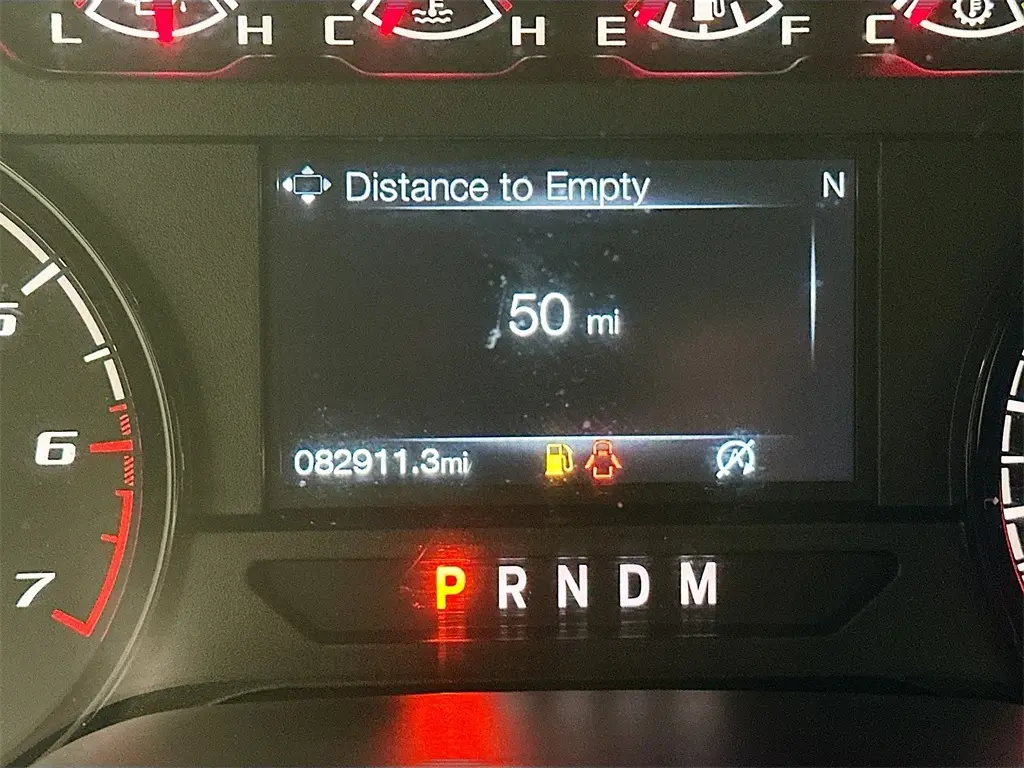 L H C H E F C
Distance to Empty N
50 mi
082911.3mi
6
7
P R N D M